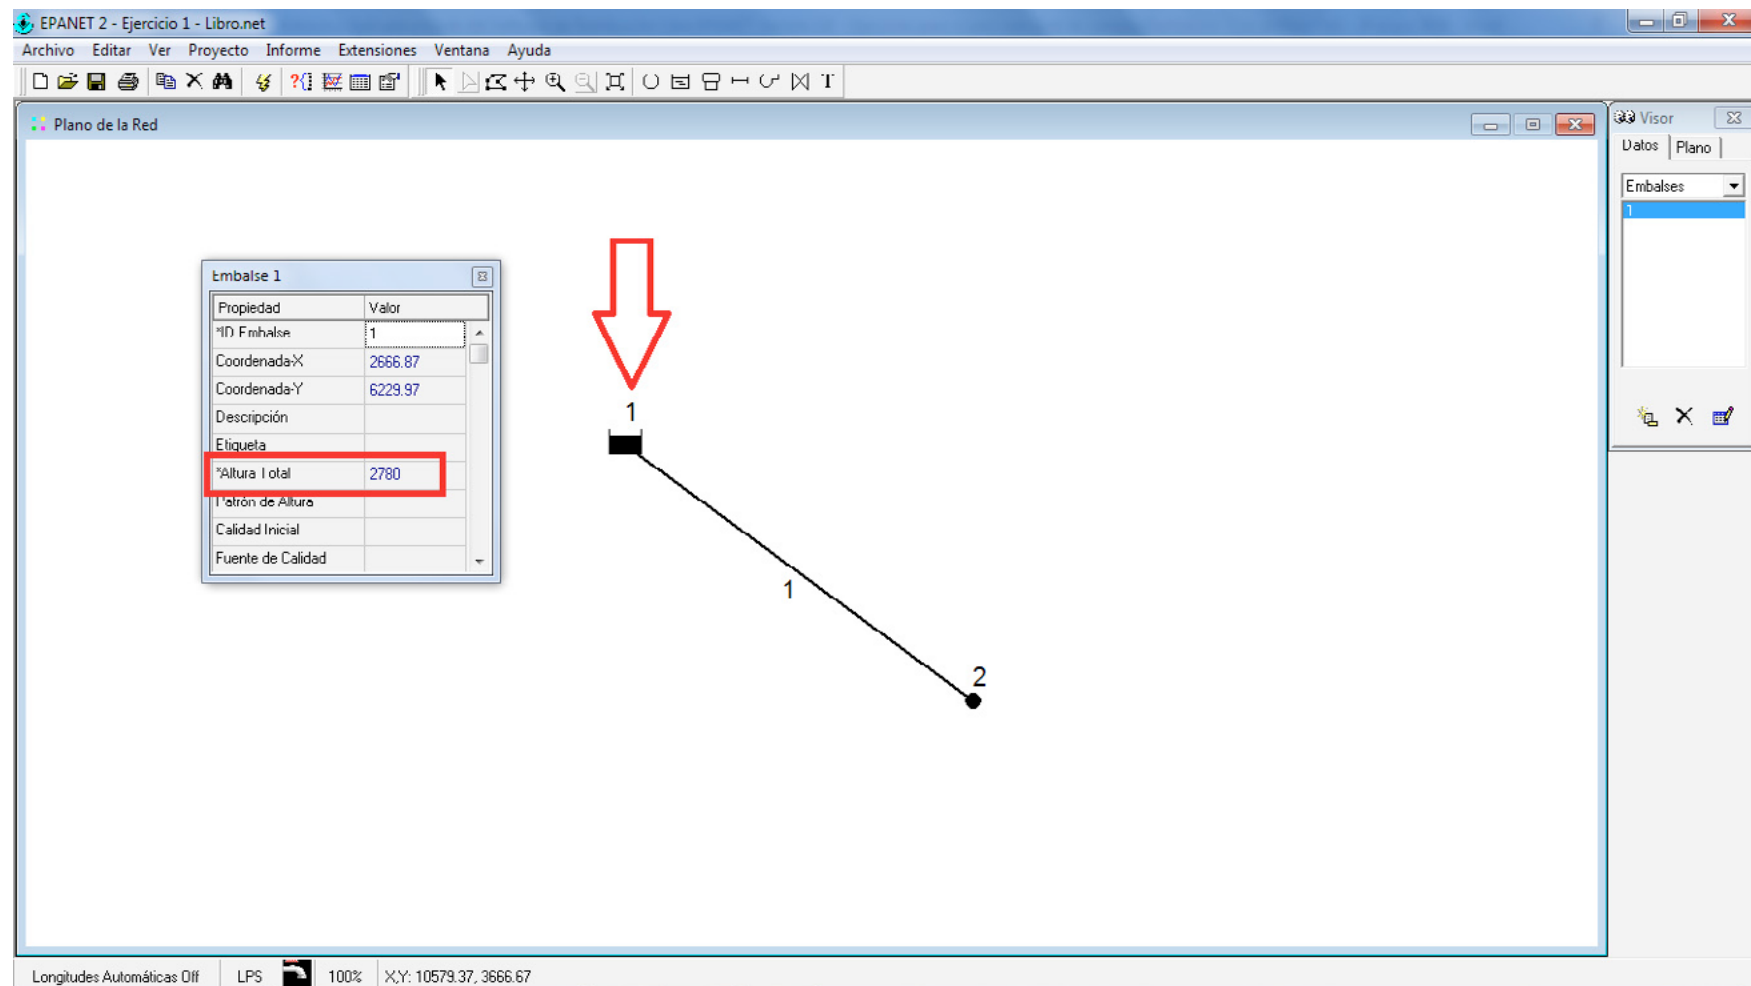 EPANET 2 - Ejercicio 1 - Libro.net
Archivo Editar Ver Proyecto Informe Extensiones Ventana Ayuda
T
Plano de la Red
Visor
Datos Plano
Embalses
1
Embalse 1
Propiedad Valor
*ID Embalse 1
Coordenada-X 2666.87
Coordenada-Y 6229.97
Descripción
Etiqueta
*Altura Total 2780
Patrón de Altura
Calidad Inicial
Fuente de Calidad
1
1
2
Longitudes Automáticas Off LPS 100% X,Y: 10579.37, 3666.67